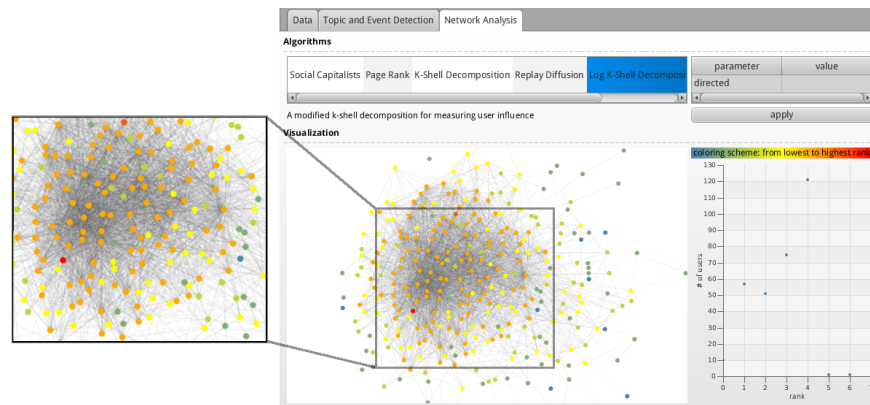 Data Topic and Event Detection Network Analysis
Algorithms
Social Capitalists Page Rank K-Shell Decomposition Replay Diffusion Log K-Shell Decomposi
parameter value
directed
apply
A modified k-shell decomposition for measuring user influence
Visualization
coloring scheme: from lowest to highest rank
130
120
110
100
90
80
70
60
50
40
30
20
10
0
# of users
0 1 2 3 4 5 6
rank